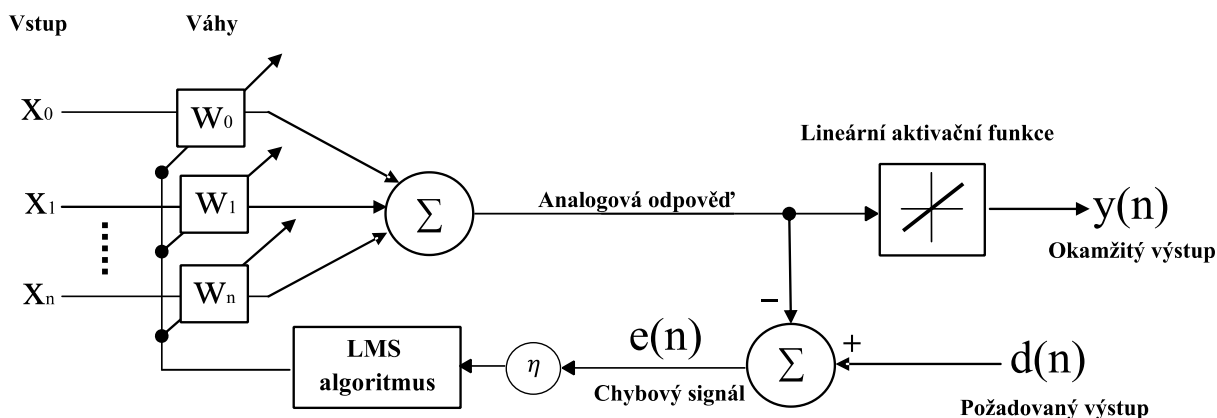 Vstup
Váhy
x0
w0
Lineární aktivační funkce
x1
w1
∑
Analogová odpověď
y(n)
Okamžitý výstup
xn
wn
−
LMS
algoritmus
η
e(n)
Chybový signál
∑
+
d(n)
Požadovaný výstup